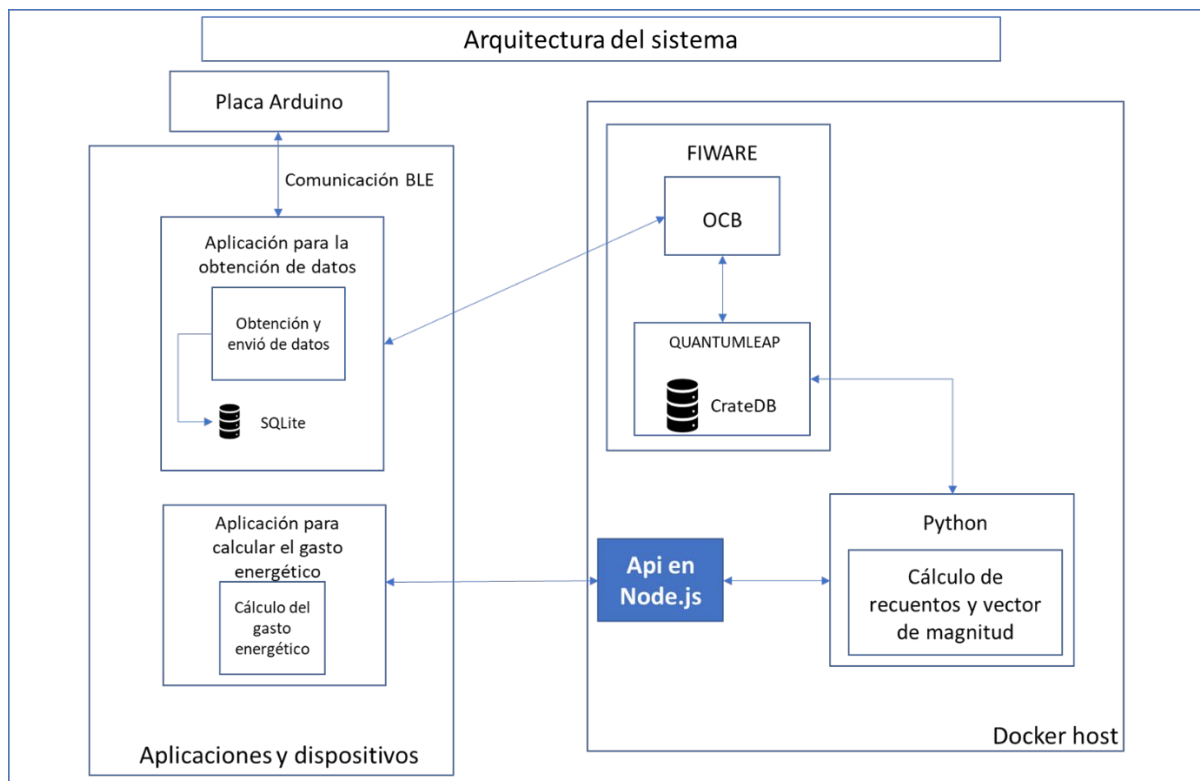 Arquitectura del sistema
Placa Arduino
Comunicación BLE
Aplicación para la
obtención de datos
Obtención y
envió de datos
SQLite
Aplicación para
calcular el gasto
energético
Cálculo del
gasto
energético
Aplicaciones y dispositivos
FIWARE
OCB
QUANTUMLEAP
CrateDB
Api en
Node.js
Python
Cálculo de
recuentos y vector
de magnitud
Docker host